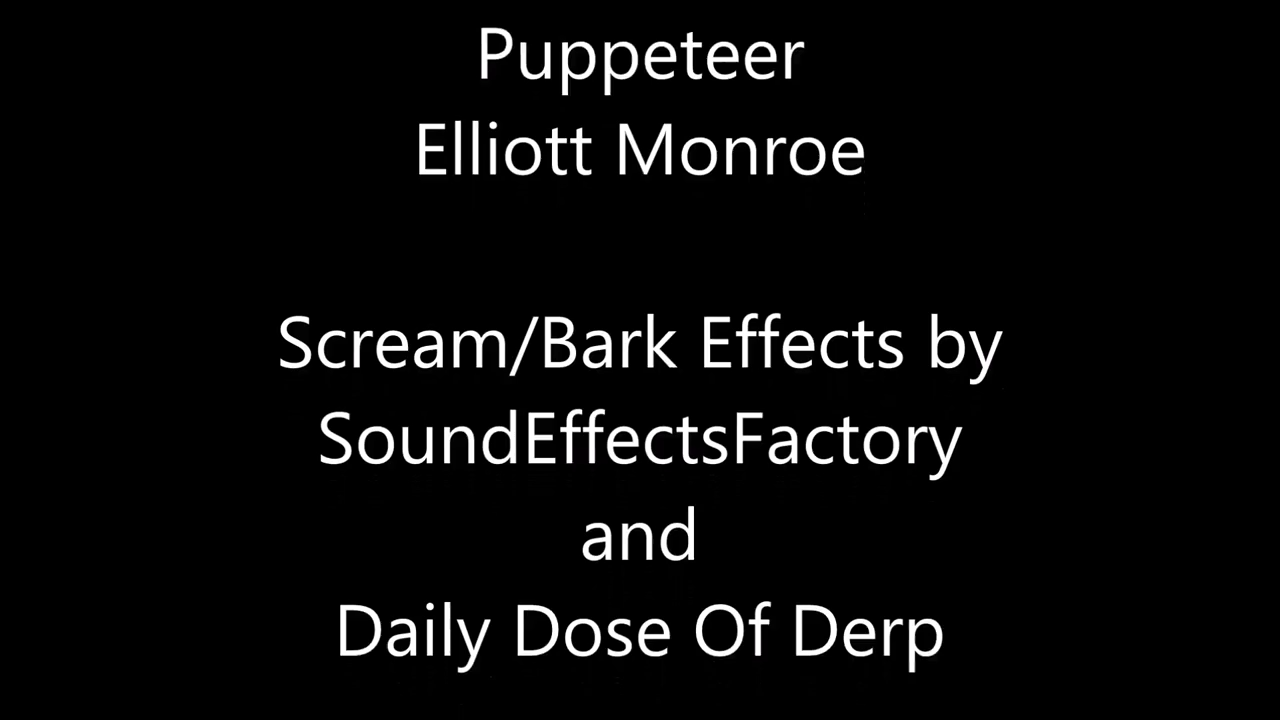 Puppeteer
Elliott Monroe
Scream/Bark Effects by
SoundEffectsFactory
and
Daily Dose Of Derp